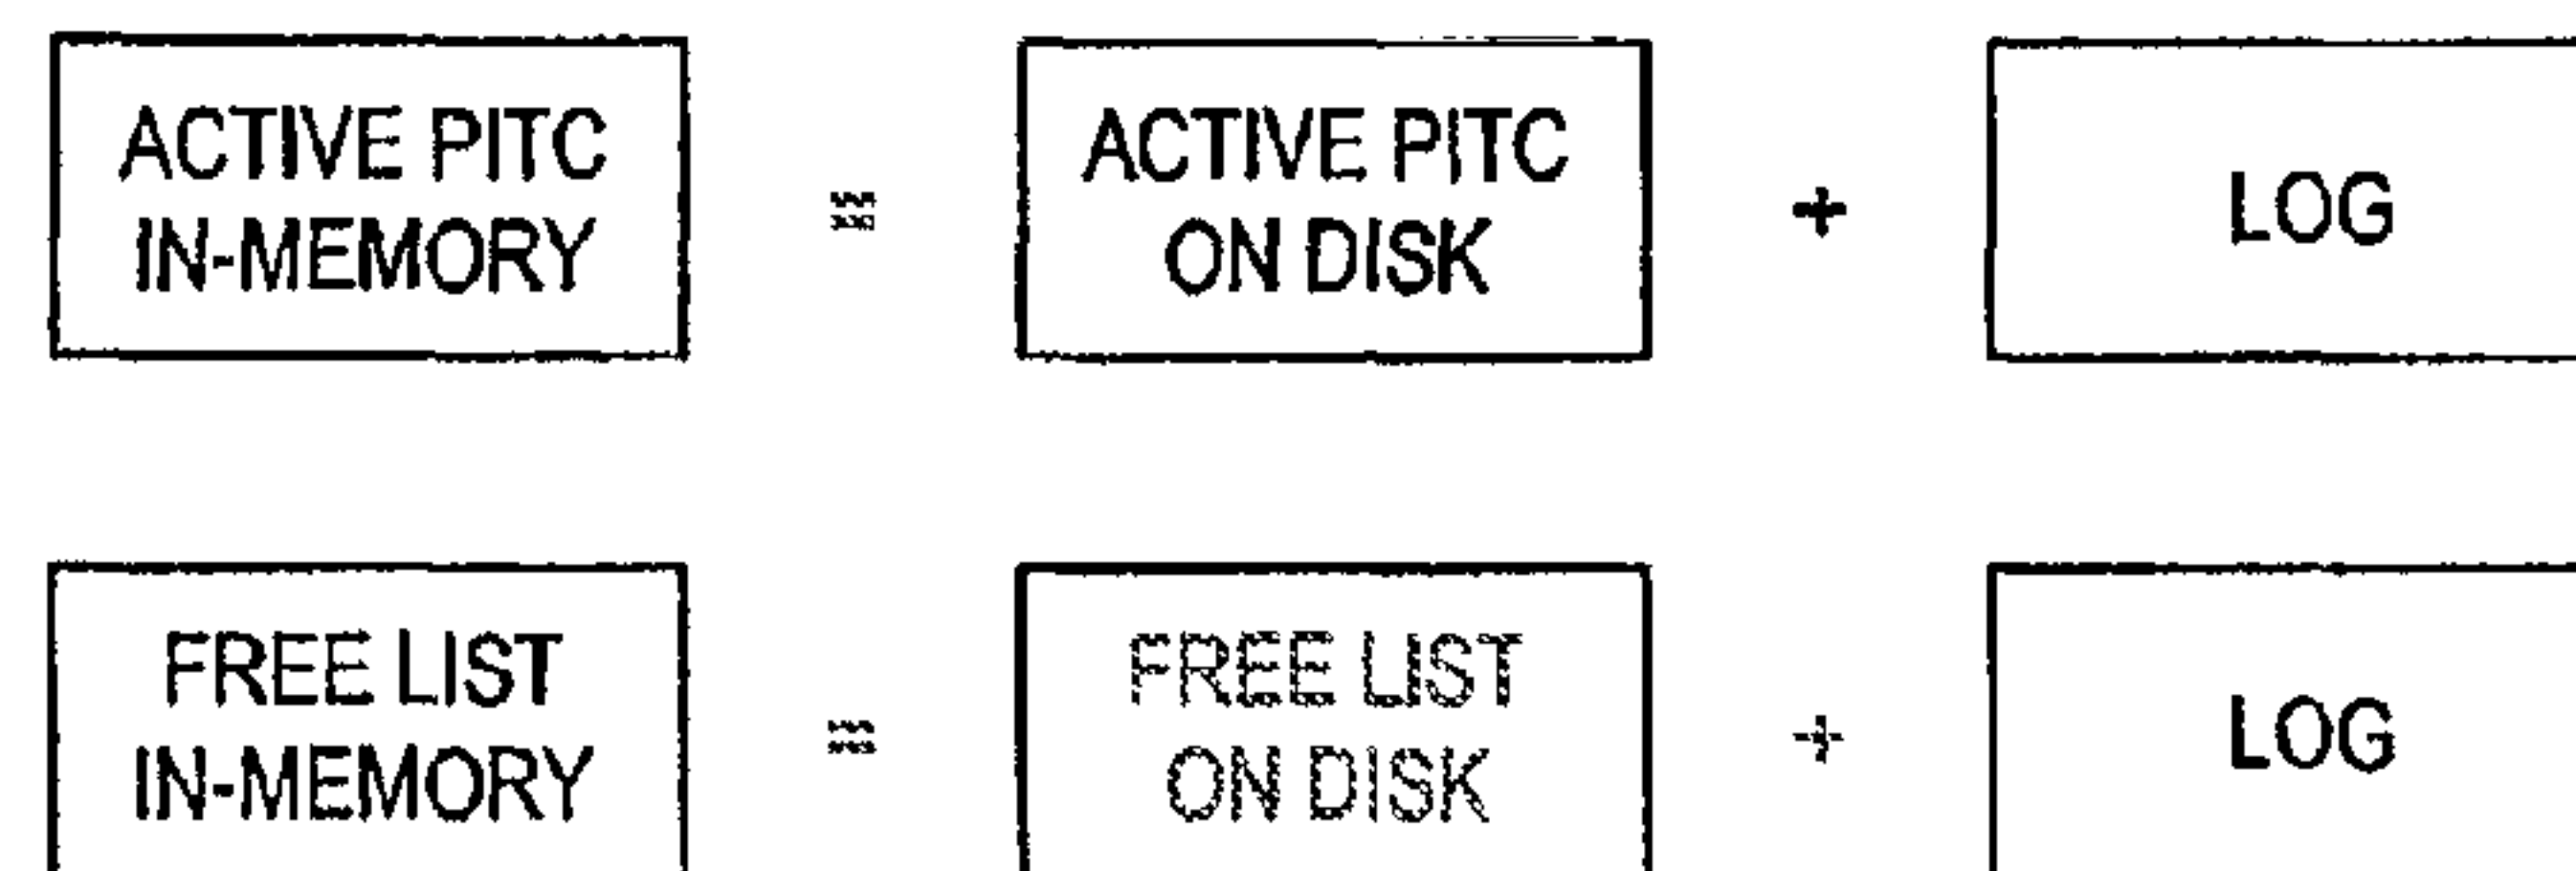 ACTIVE PITC
IN-MEMORY
=
ACTIVE PITC
ON DISK
+
LOG
FREE LIST
IN-MEMORY
=
FREE LIST
ON DISK
+
LOG